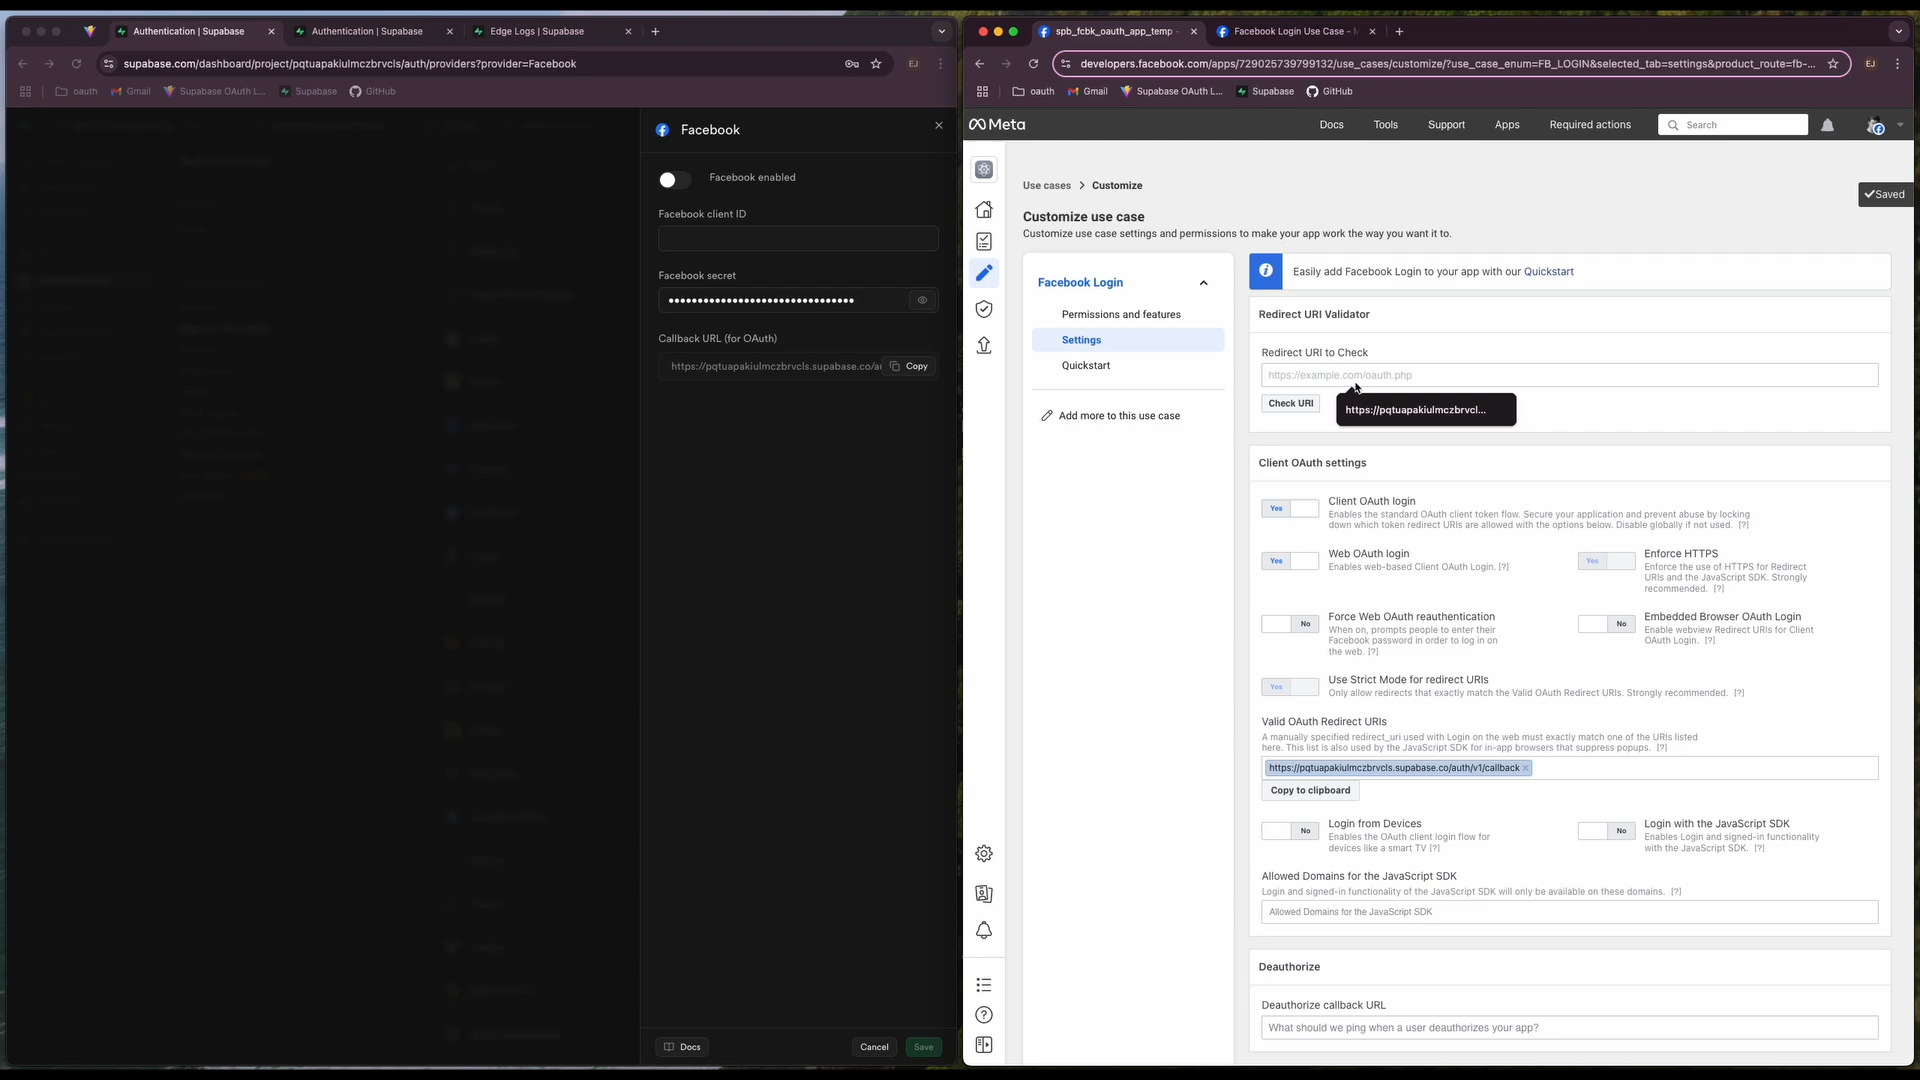 Authentication | Supabase
Authentication | Supabase
Edge Logs | Supabase
supabase.com/dashboard/project/pqtuapakiulmczbrvcls/auth/providers?provider=Facebook
EJ
oauth
Gmail
Supabase OAuth L...
Supabase
GitHub
Facebook
Facebook enabled
Facebook client ID
Facebook secret
••••••••••••••••••••••••••••••••
Callback URL (for OAuth)
https://pqtuapakiulmczbrvcls.supabase.co/au
Copy
Docs
Cancel
Save
spb_fcbk_oauth_app_temp -
Facebook Login Use Case - M
developers.facebook.com/apps/729025739799132/use_cases/customize/?use_case_enum=FB_LOGIN&selected_tab=settings&product_route=fb-...
EJ
oauth
Gmail
Supabase OAuth L...
Supabase
GitHub
Meta
Docs
Tools
Support
Apps
Required actions
Search
Use cases > Customize
Saved
Customize use case
Customize use case settings and permissions to make your app work the way you want it to.
Facebook Login
Permissions and features
Settings
Quickstart
Add more to this use case
Easily add Facebook Login to your app with our Quickstart
Redirect URI Validator
Redirect URI to Check
https://example.com/oauth.php
Check URI
https://pqtuapakiulmczbrvcl...
Client OAuth settings
Yes
Client OAuth login
Enables the standard OAuth client token flow. Secure your application and prevent abuse by locking
down which token redirect URIs are allowed with the options below. Disable globally if not used. [?]
Yes
Web OAuth login
Enables web-based Client OAuth Login. [?]
Yes
Enforce HTTPS
Enforce the use of HTTPS for Redirect
URIs and the JavaScript SDK. Strongly
recommended. [?]
No
Force Web OAuth reauthentication
When on, prompts people to enter their
Facebook password in order to log in on
the web. [?]
No
Embedded Browser OAuth Login
Enable webview Redirect URIs for Client
OAuth Login. [?]
Yes
Use Strict Mode for redirect URIs
Only allow redirects that exactly match the Valid OAuth Redirect URIs. Strongly recommended. [?]
Valid OAuth Redirect URIs
A manually specified redirect_uri used with Login on the web must exactly match one of the URIs listed
here. This list is also used by the JavaScript SDK for in-app browsers that suppress popups. [?]
https://pqtuapakiulmczbrvcls.supabase.co/auth/v1/callback
Copy to clipboard
No
Login from Devices
Enables the OAuth client login flow for
devices like a smart TV [?]
No
Login with the JavaScript SDK
Enables Login and signed-in functionality
with the JavaScript SDK. [?]
Allowed Domains for the JavaScript SDK
Login and signed-in functionality of the JavaScript SDK will only be available on these domains. [?]
Allowed Domains for the JavaScript SDK
Deauthorize
Deauthorize callback URL
What should we ping when a user deauthorizes your app?